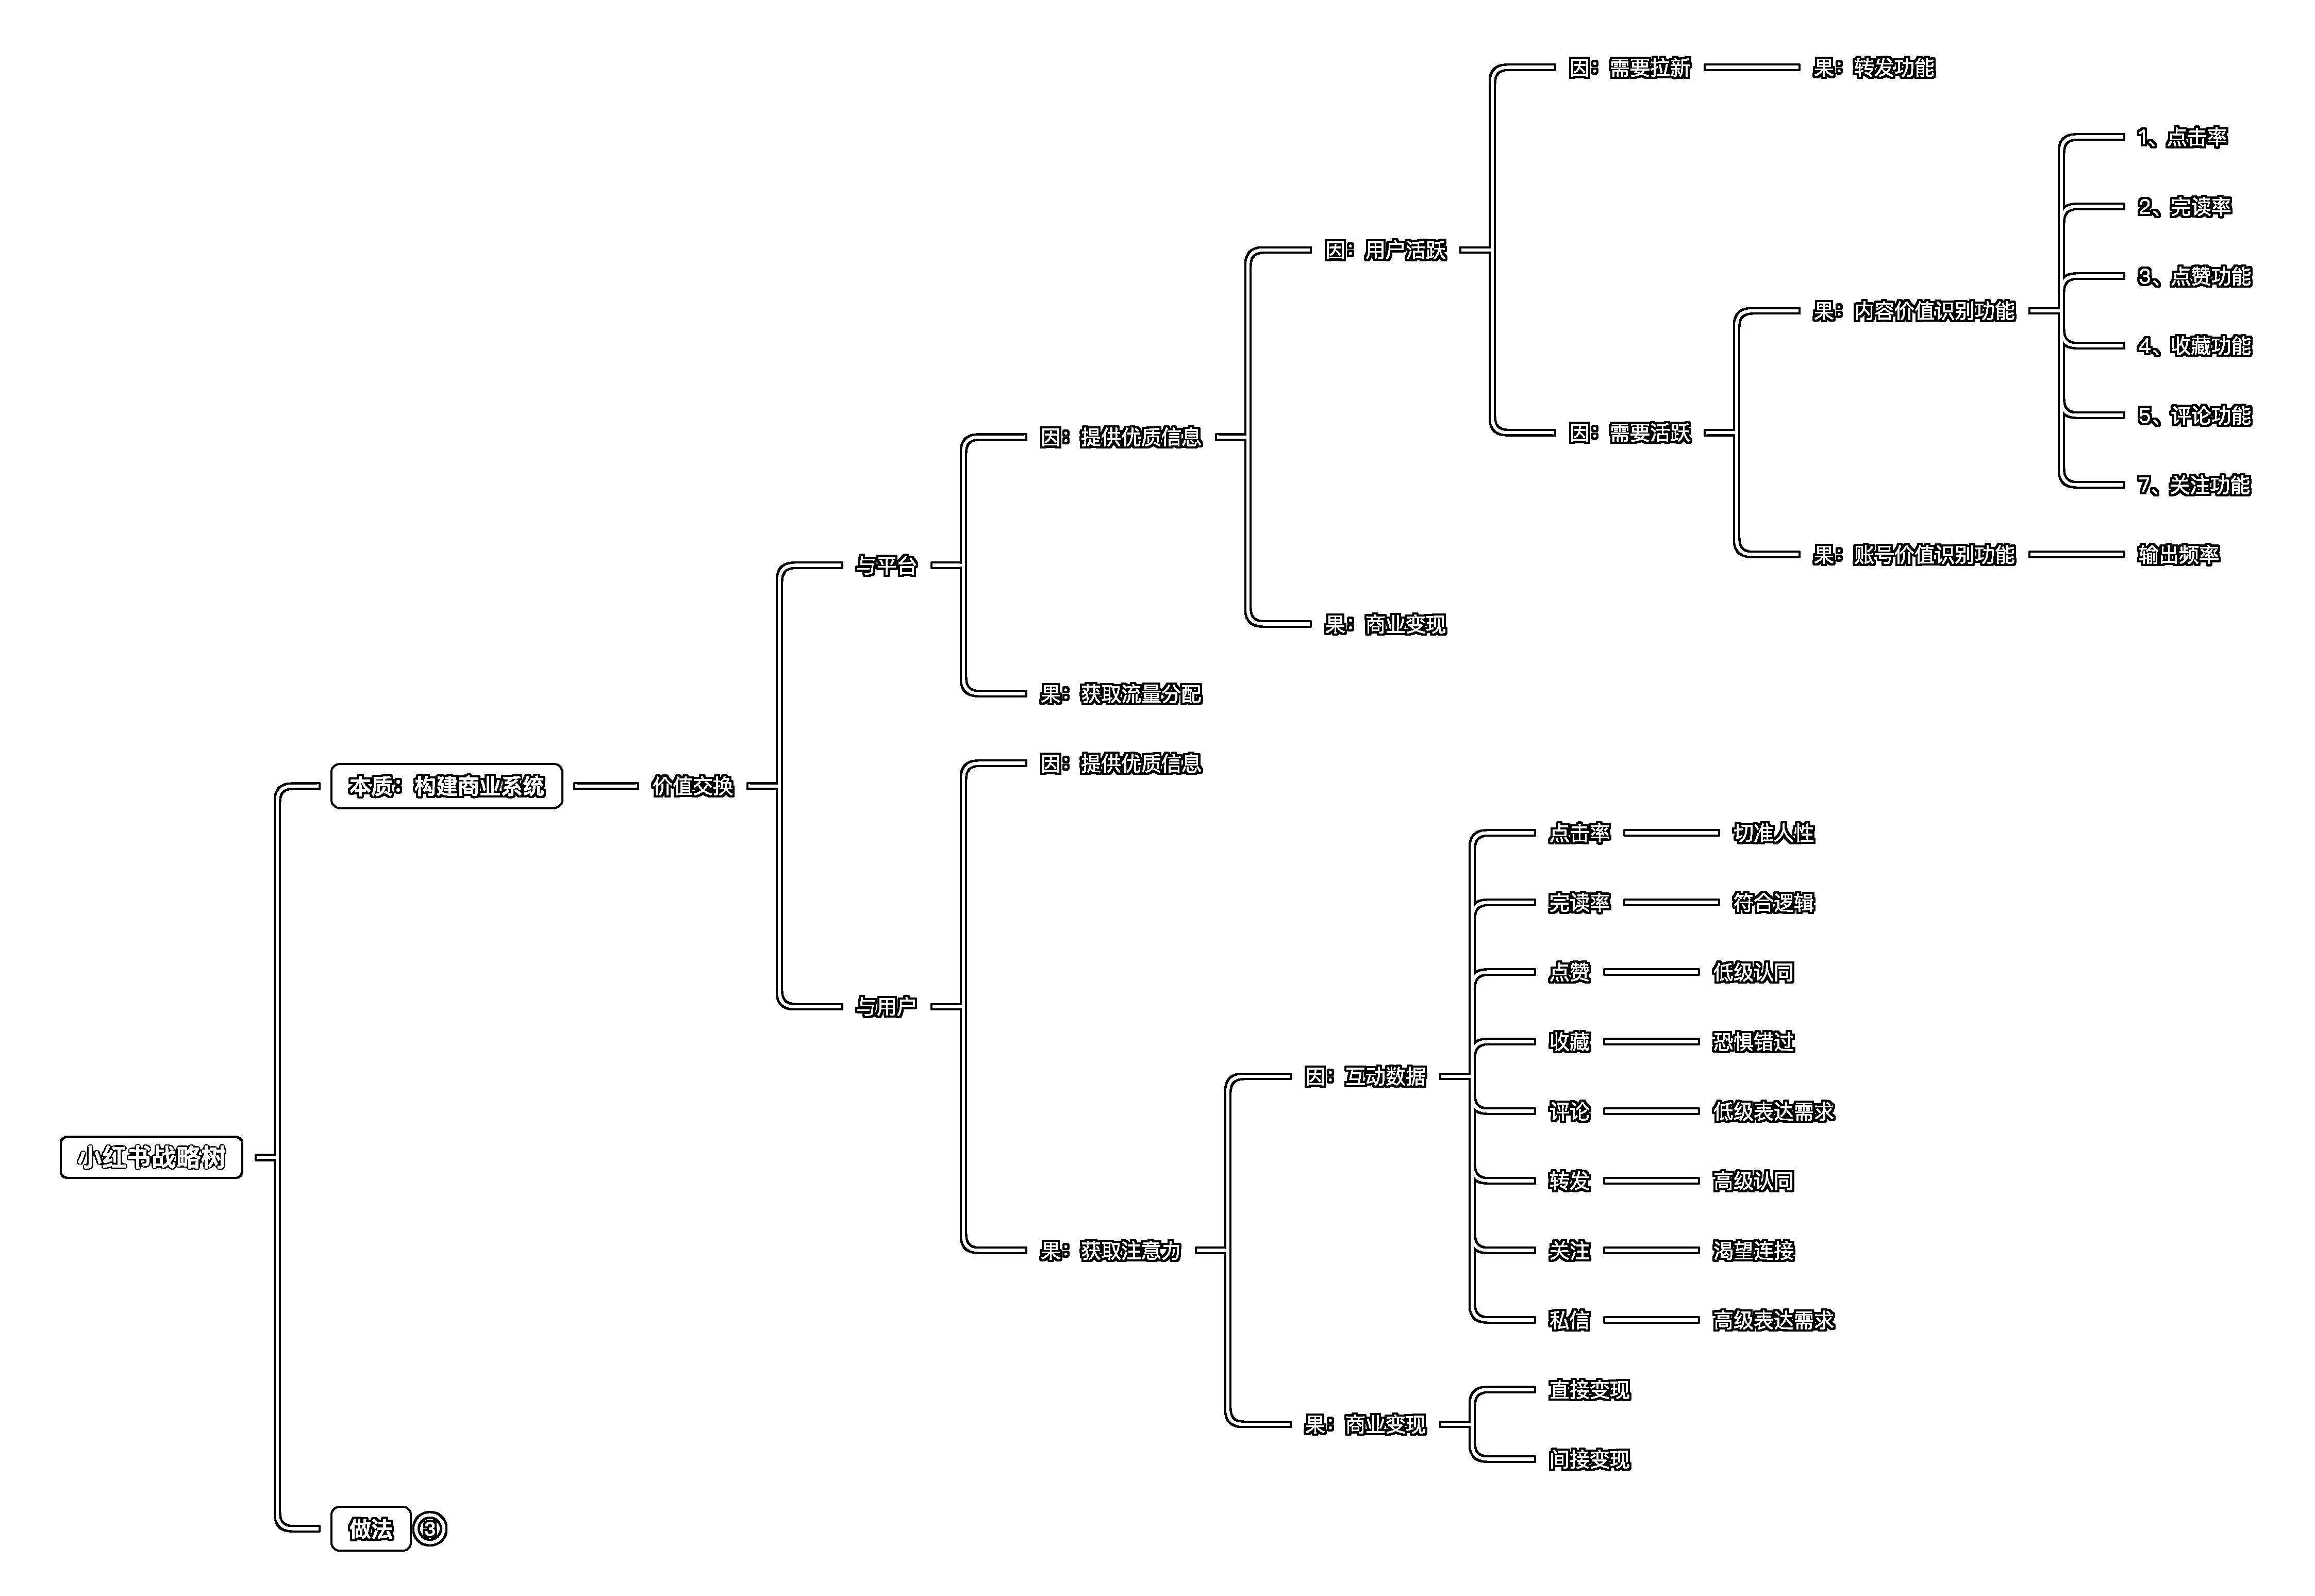 小红书战略树
本质：构建商业系统
价值交换
与平台
因：提供优质信息
因：用户活跃
因：需要拉新
果：转发功能
因：需要活跃
果：内容价值识别功能
1、点击率
2、完读率
3、点赞功能
4、收藏功能
5、评论功能
7、关注功能
果：账号价值识别功能
输出频率
果：商业变现
果：获取流量分配
与用户
因：提供优质信息
果：获取注意力
因：互动数据
点击率
切准人性
完读率
符合逻辑
点赞
低级认同
收藏
恐惧错过
评论
低级表达需求
转发
高级认同
关注
渴望连接
私信
高级表达需求
果：商业变现
直接变现
间接变现
做法
3